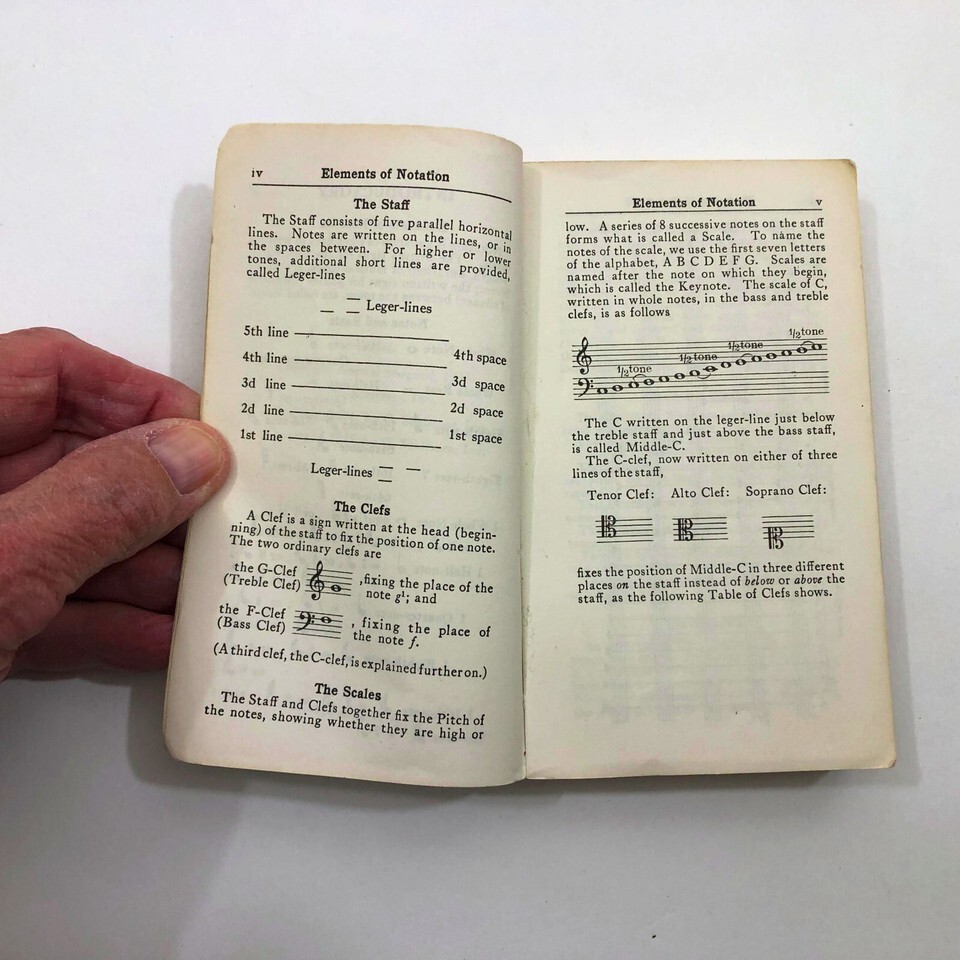 iv Elements of Notation
The Staff
The Staff consists of five parallel horizontal
lines. Notes are written on the lines, or in
the spaces between. For higher or lower
tones, additional short lines are provided,
called Leger-lines
Leger-lines
5th line
4th line 4th space
3d line 3d space
2d line 2d space
1st line 1st space
Leger-lines
The Clefs
A Clef is a sign written at the head (begin-
ning) of the staff to fix the position of one note.
The two ordinary clefs are
the G-Clef
(Treble Clef) , fixing the place of the
note g¹; and
the F-Clef
(Bass Clef) , fixing the place of
the note f.
(A third clef, the C-clef, is explained further on.)
The Scales
The Staff and Clefs together fix the Pitch of
the notes, showing whether they are high or
Elements of Notation v
low. A series of 8 successive notes on the staff
forms what is called a Scale. To name the
notes of the scale, we use the first seven letters
of the alphabet, A B C D E F G. Scales are
named after the note on which they begin,
which is called the Keynote. The scale of C,
written in whole notes, in the bass and treble
clefs, is as follows
½tone ½tone ½tone ½tone
The C written on the leger-line just below
the treble staff and just above the bass staff,
is called Middle-C.
The C-clef, now written on either of three
lines of the staff,
Tenor Clef: Alto Clef: Soprano Clef:
fixes the position of Middle-C in three different
places on the staff instead of below or above the
staff, as the following Table of Clefs shows.